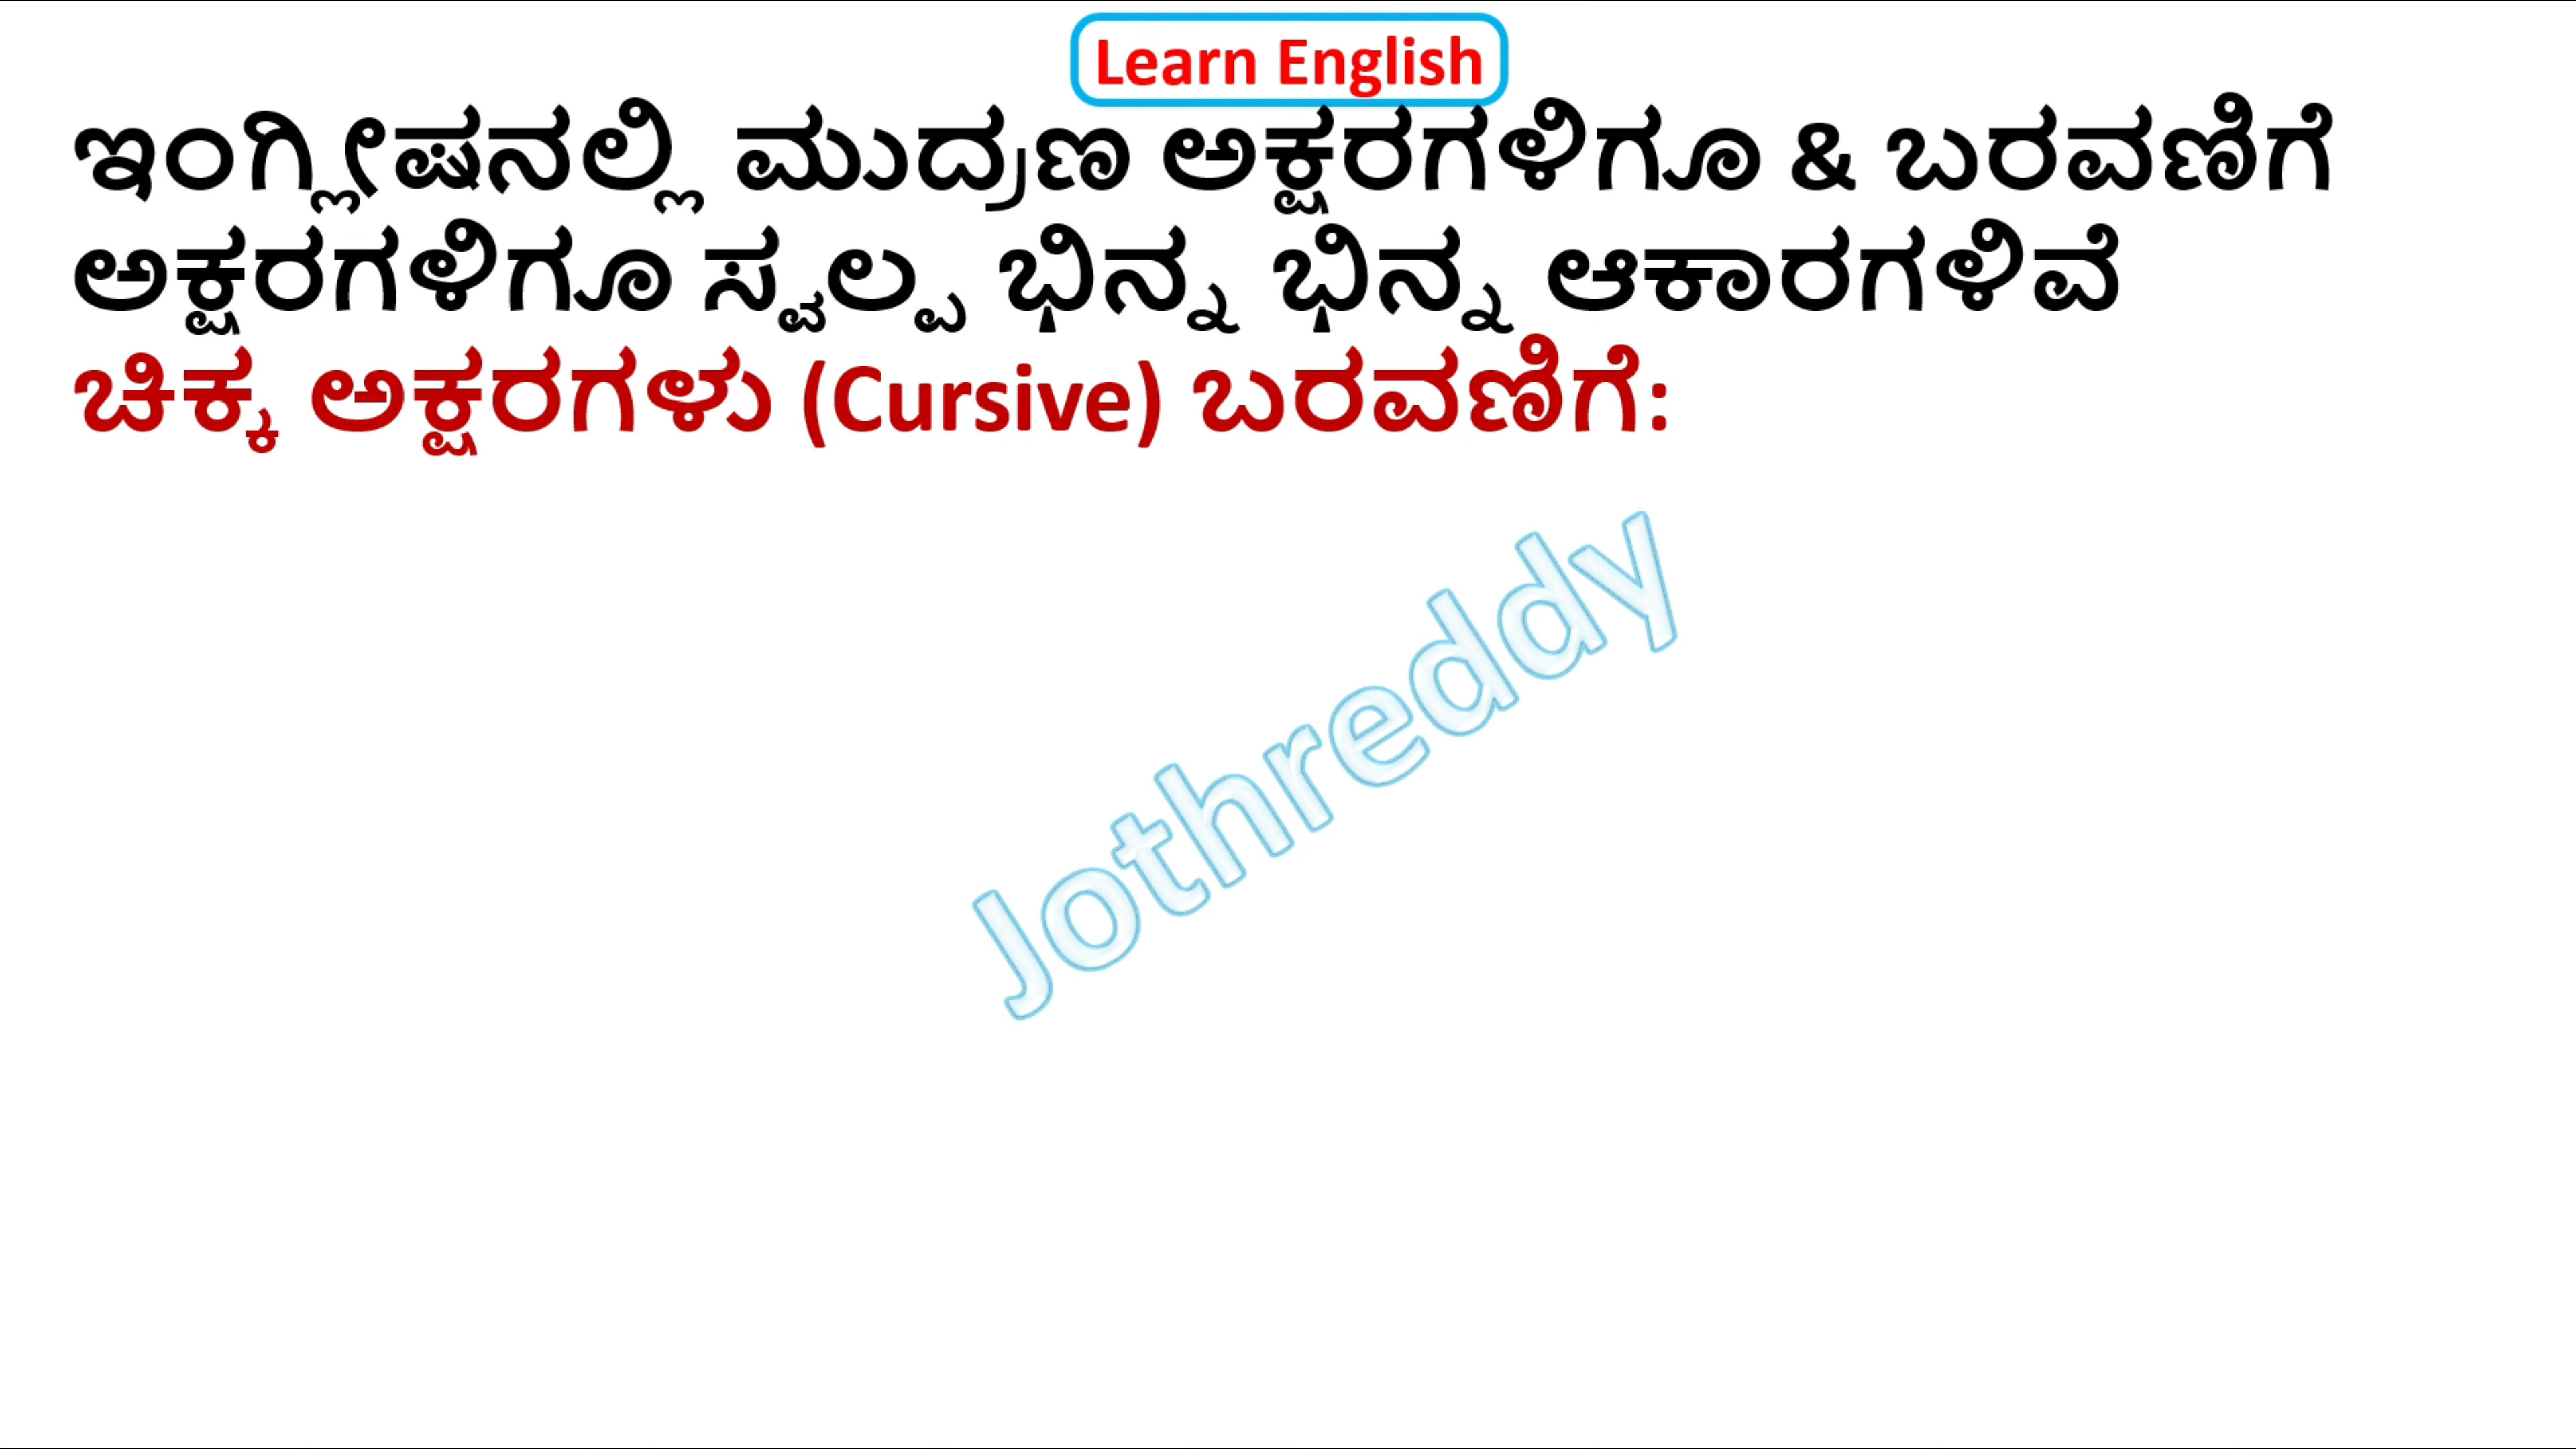 Learn English
ಇಂಗ್ಲೀಷನಲ್ಲಿ ಮುದ್ರಣ ಅಕ್ಷರಗಳಿಗೂ & ಬರವಣಿಗೆ
ಅಕ್ಷರಗಳಿಗೂ ಸ್ವಲ್ಪ ಭಿನ್ನ ಭಿನ್ನ ಆಕಾರಗಳಿವೆ
ಚಿಕ್ಕ ಅಕ್ಷರಗಳು (Cursive) ಬರವಣಿಗೆ:
Jothreddy